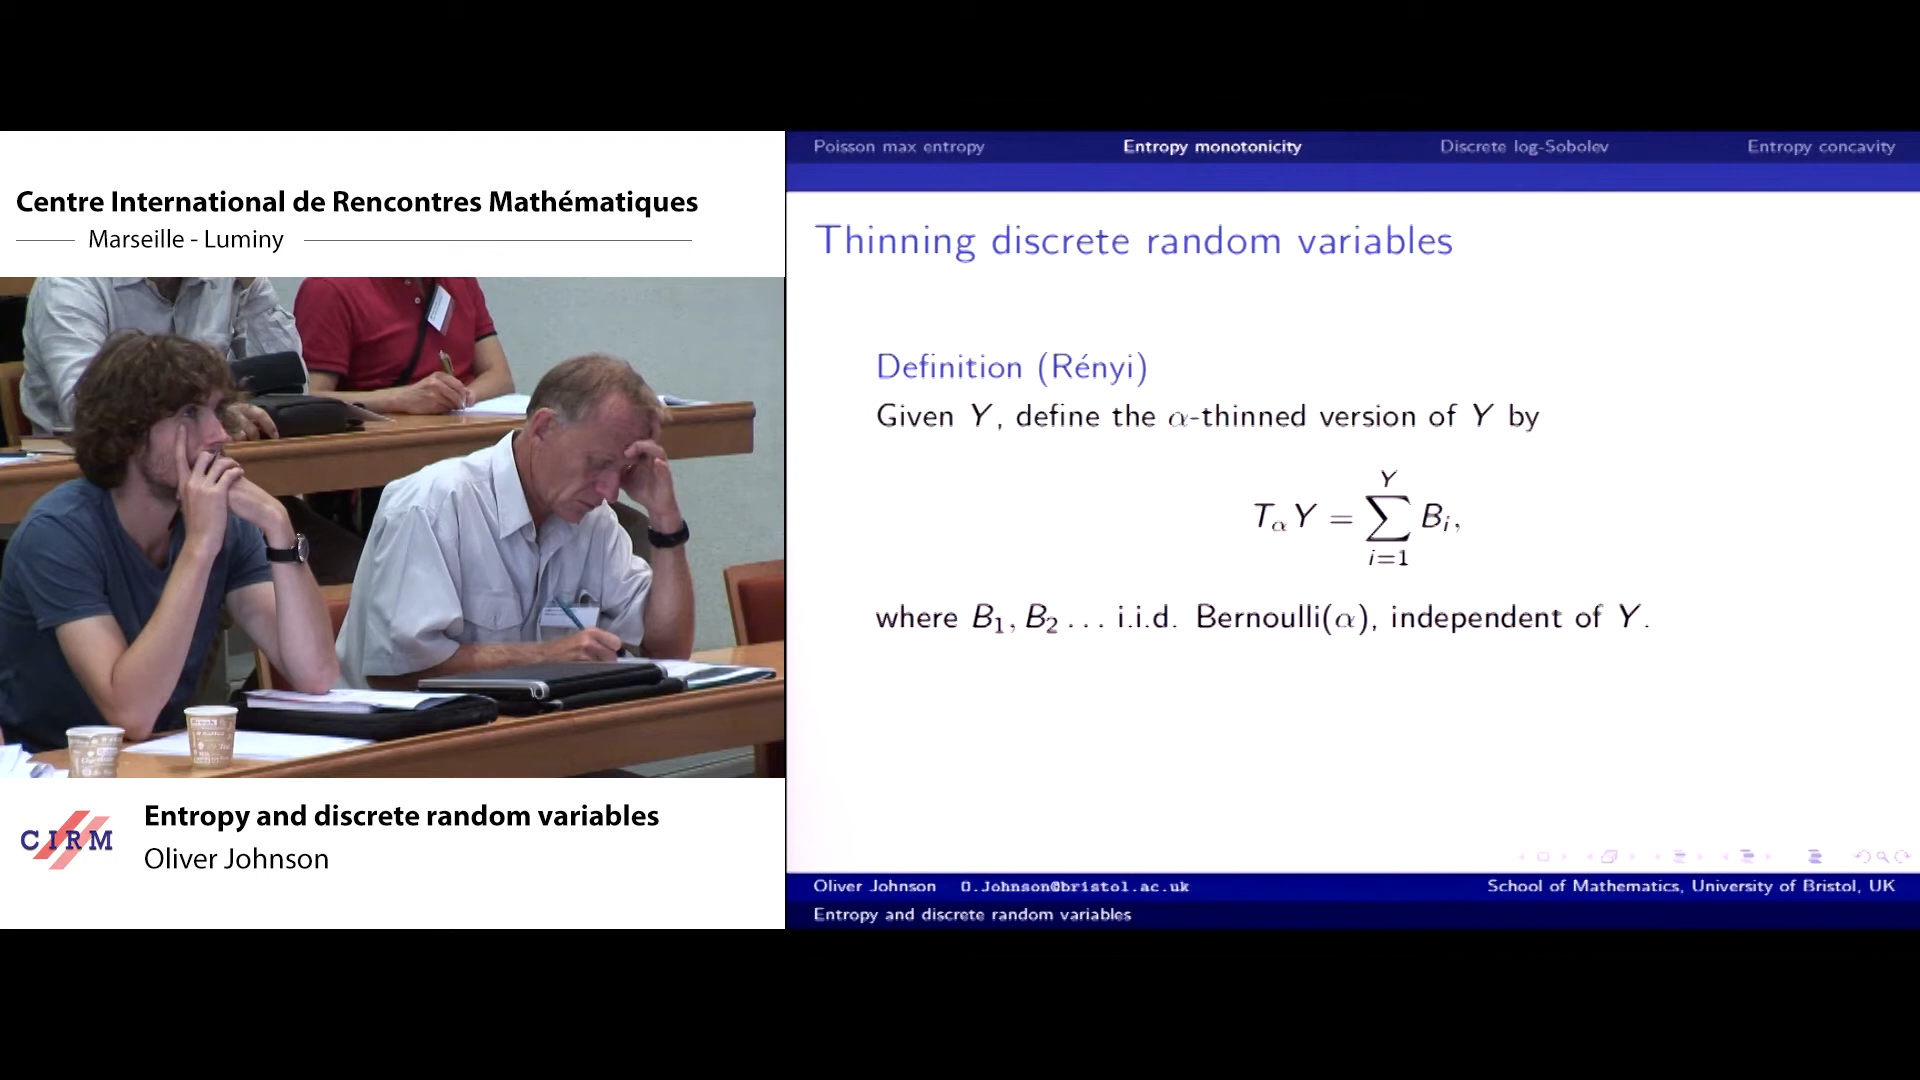 Centre International de Rencontres Mathématiques
Marseille - Luminy
CIRM
Entropy and discrete random variables
Oliver Johnson
Poisson max entropy Entropy monotonicity Discrete log-Sobolev Entropy concavity
Thinning discrete random variables
Definition (Rényi)
Given Y, define the α-thinned version of Y by
T_α Y = ∑_{i=1}^{Y} B_i,
where B₁, B₂ … i.i.d. Bernoulli(α), independent of Y.
Oliver Johnson O.Johnson@bristol.ac.uk School of Mathematics, University of Bristol, UK
Entropy and discrete random variables